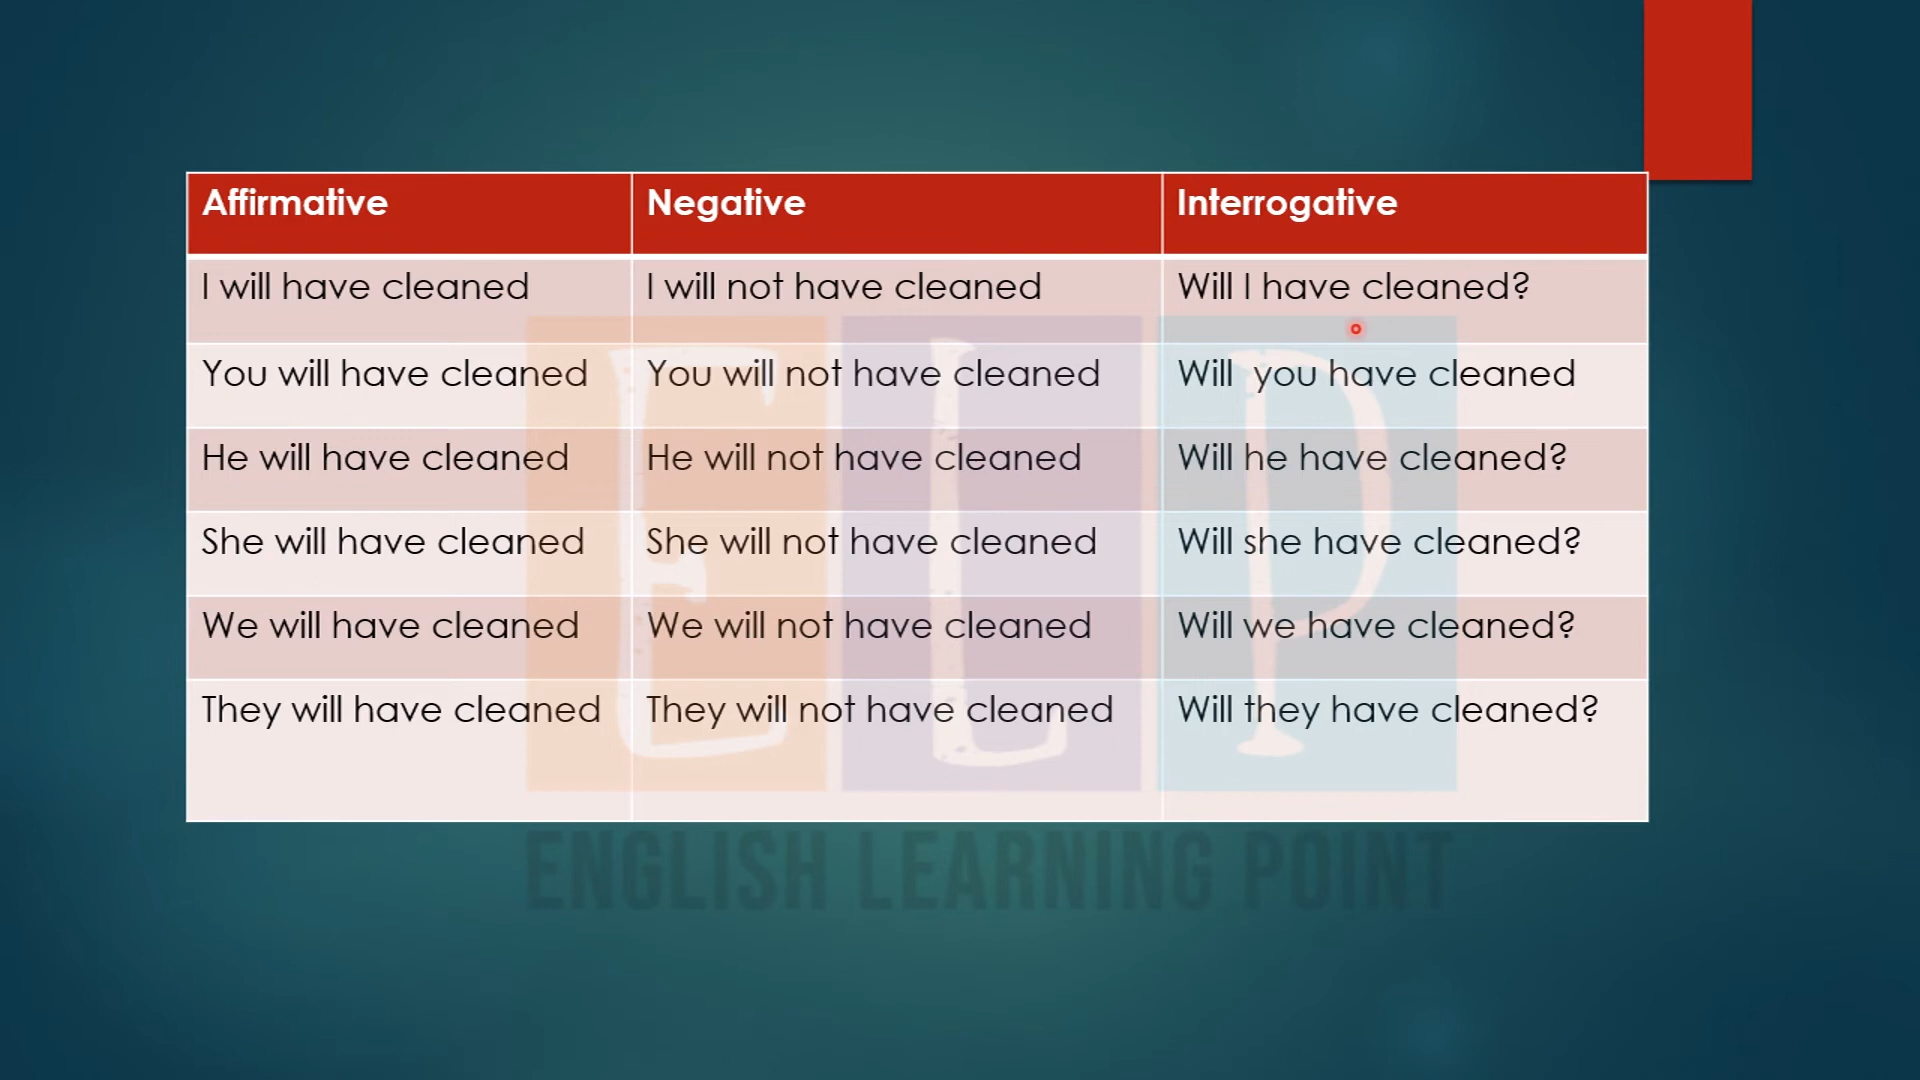 Affirmative Negative Interrogative
I will have cleaned I will not have cleaned Will I have cleaned?
You will have cleaned You will not have cleaned Will you have cleaned
He will have cleaned He will not have cleaned Will he have cleaned?
She will have cleaned She will not have cleaned Will she have cleaned?
We will have cleaned We will not have cleaned Will we have cleaned?
They will have cleaned They will not have cleaned Will they have cleaned?
ELP
ENGLISH LEARNING POINT